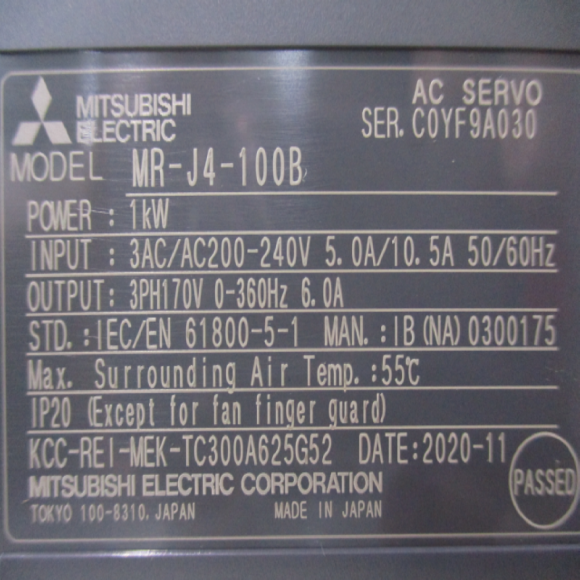 MITSUBISHI
ELECTRIC
AC SERVO
SER. C0YF9A030
MODEL MR-J4-100B
POWER : 1kW
INPUT : 3AC/AC200-240V 5.0A/10.5A 50/60Hz
OUTPUT: 3PH170V 0-360Hz 6.0A
STD. :IEC/EN 61800-5-1 MAN. :IB(NA)0300175
Max. Surrounding Air Temp. :55℃
IP20 (Except for fan finger guard)
KCC-REI-MEK-TC300A625G52 DATE:2020-11
PASSED
MITSUBISHI ELECTRIC CORPORATION
TOKYO 100-8310, JAPAN MADE IN JAPAN